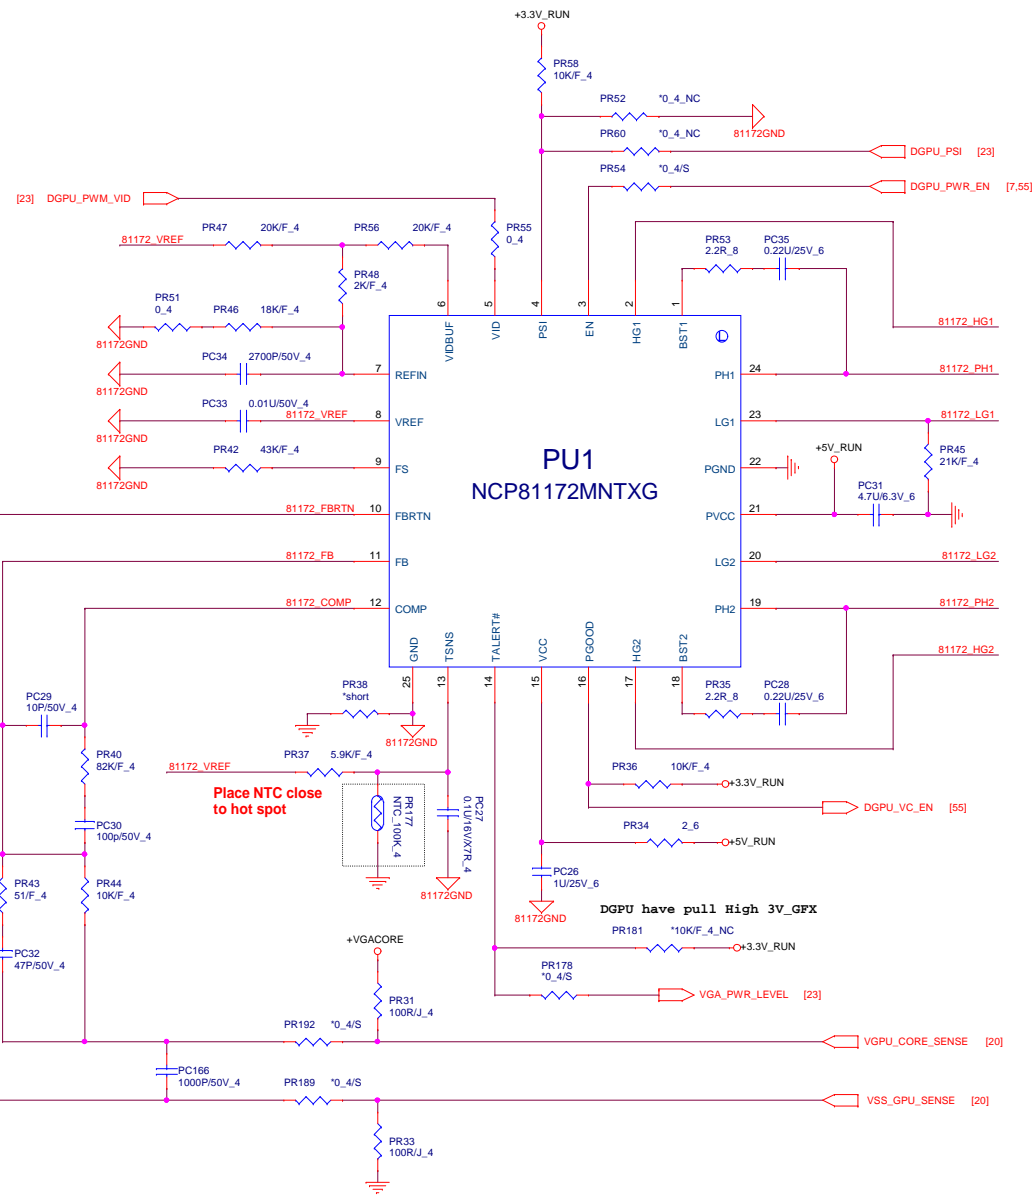 +3.3V_RUN
PR58
10K/F_4
PR52 *0_4_NC
81172GND
PR60 *0_4_NC
DGPU_PSI [23]
PR54 *0_4/S
DGPU_PWR_EN [7,55]
[23] DGPU_PWM_VID
PR47 20K/F_4
PR56 20K/F_4
PR55
0_4
81172_VREF
PR53
2.2R_8
PC35
0.22U/25V_6
PR48
2K/F_4
PR51
0_4
PR46 18K/F_4
81172GND
6
5
4
3
2
1
VIDBUF
VID
PSI
EN
HG1
BST1
81172_HG1
PC34 2700P/50V_4
81172GND
7 REFIN
PH1 24
81172_PH1
PC33 0.01U/50V_4
81172_VREF
81172GND
8 VREF
LG1 23
81172_LG1
PR42 43K/F_4
81172GND
9 FS
PGND 22
+5V_RUN
PR45
21K/F_4
PU1
NCP81172MNTXG
PC31
4.7U/6.3V_6
81172_FBRTN 10 FBRTN
PVCC 21
81172_FB 11 FB
LG2 20
81172_LG2
81172_COMP 12 COMP
PH2 19
81172_PH2
GND
TSNS
TALERT#
VCC
PGOOD
HG2
BST2
25
13
14
15
16
17
18
81172_HG2
PR38
*short
81172GND
PR35
2.2R_8
PC28
0.22U/25V_6
PC29
10P/50V_4
PR40
82K/F_4
81172_VREF
PR37 5.9K/F_4
Place NTC close
to hot spot
PR177
NTC_100K_4
PC27
0.1U/16V/X7R_4
81172GND
PR36 10K/F_4
+3.3V_RUN
DGPU_VC_EN [55]
PC30
100p/50V_4
PR34 2_6
+5V_RUN
PC26
1U/25V_6
81172GND
PR43
51/F_4
PR44
10K/F_4
DGPU have pull High 3V_GFX
PR181 *10K/F_4_NC
+3.3V_RUN
PC32
47P/50V_4
+VGACORE
PR178
*0_4/S
VGA_PWR_LEVEL [23]
PR31
100R/J_4
PR192 *0_4/S
VGPU_CORE_SENSE [20]
PC166
1000P/50V_4
PR189 *0_4/S
VSS_GPU_SENSE [20]
PR33
100R/J_4